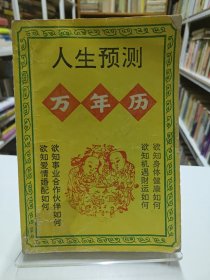 人生预测
万年历
欲知身体健康如何
欲知机遇财运如何
欲知事业合作伙伴如何
欲知爱情婚配如何